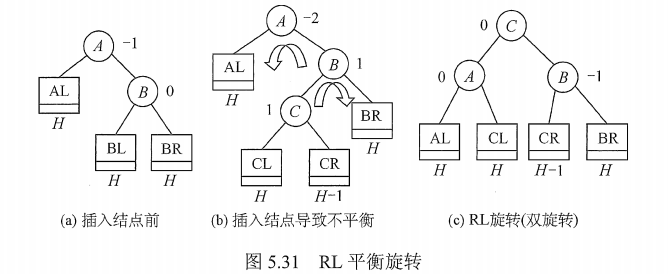 A -1
AL
H
B 0
BL BR
H H
(a) 插入结点前
A -2
AL
H
B 1
1 C
BR
H
CL CR
H H-1
(b) 插入结点导致不平衡
0 C
0 A B -1
AL CL CR BR
H H H-1 H
(c) RL旋转(双旋转)
图 5.31 RL 平衡旋转